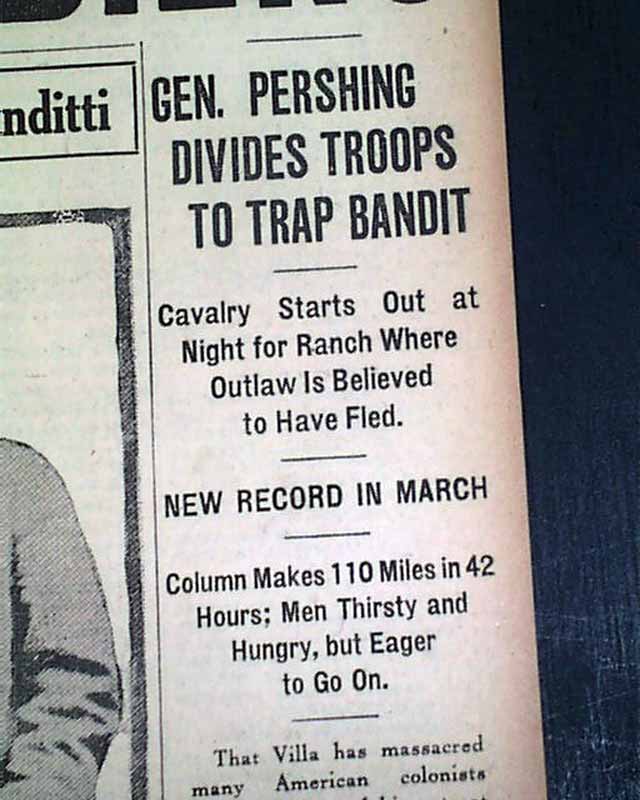 nditti
GEN. PERSHING
DIVIDES TROOPS
TO TRAP BANDIT
Cavalry Starts Out at
Night for Ranch Where
Outlaw Is Believed
to Have Fled.
NEW RECORD IN MARCH
Column Makes 110 Miles in 42
Hours; Men Thirsty and
Hungry, but Eager
to Go On.
That Villa has massacred
many American colonists